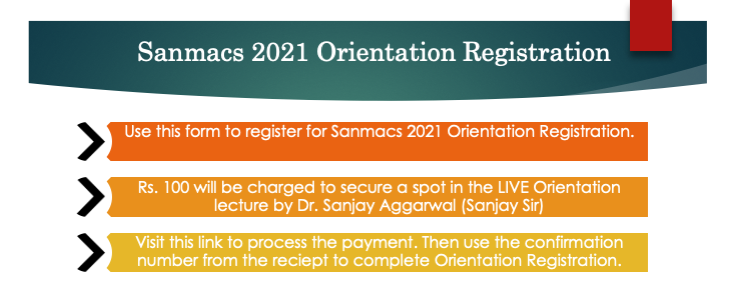 Sanmacs 2021 Orientation Registration
Use this form to register for Sanmacs 2021 Orientation Registration.
Rs. 100 will be charged to secure a spot in the LIVE Orientation
lecture by Dr. Sanjay Aggarwal (Sanjay Sir)
Visit this link to process the payment. Then use the confirmation
number from the reciept to complete Orientation Registration.